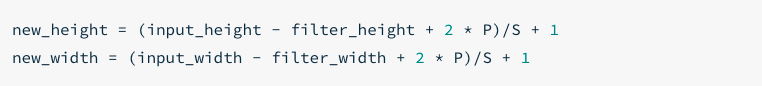 new_height = (input_height - filter_height + 2 * P)/S + 1
new_width = (input_width - filter_width + 2 * P)/S + 1